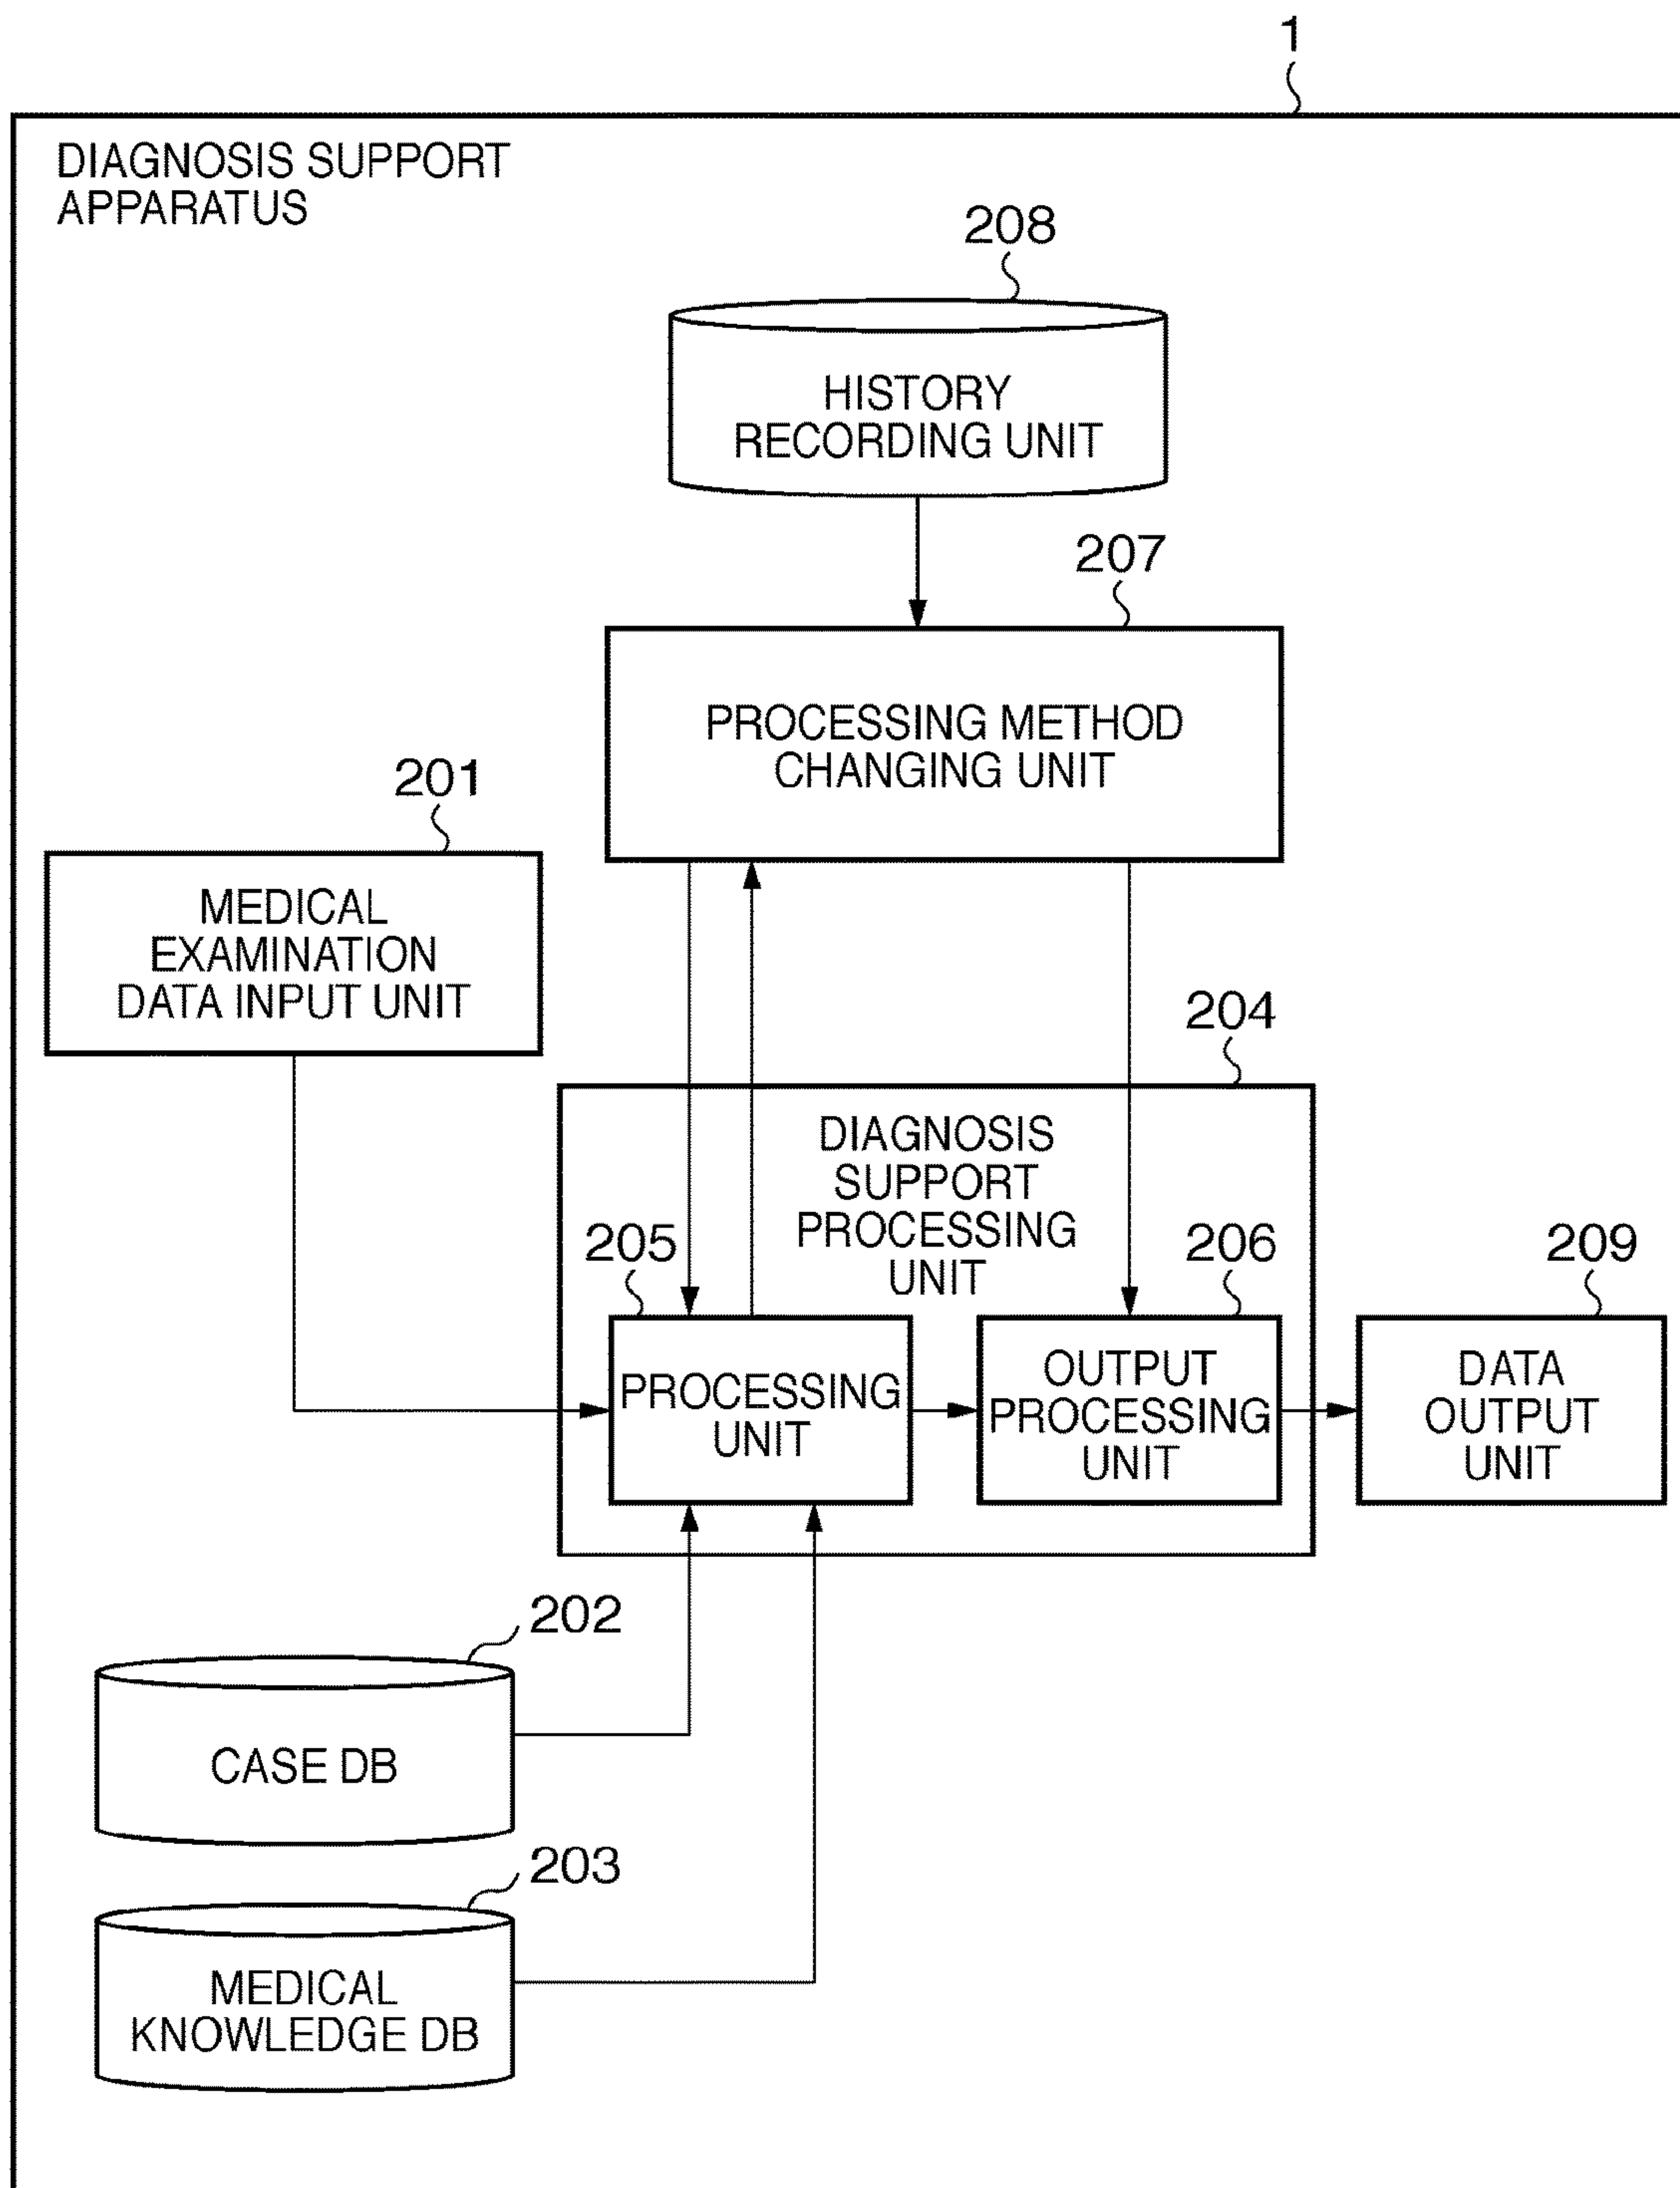 1
DIAGNOSIS SUPPORT
APPARATUS
208
HISTORY
RECORDING UNIT
207
PROCESSING METHOD
CHANGING UNIT
201
MEDICAL
EXAMINATION
DATA INPUT UNIT
204
DIAGNOSIS
SUPPORT
PROCESSING
UNIT
205
206
209
PROCESSING
UNIT
OUTPUT
PROCESSING
UNIT
DATA
OUTPUT
UNIT
202
CASE DB
203
MEDICAL
KNOWLEDGE DB